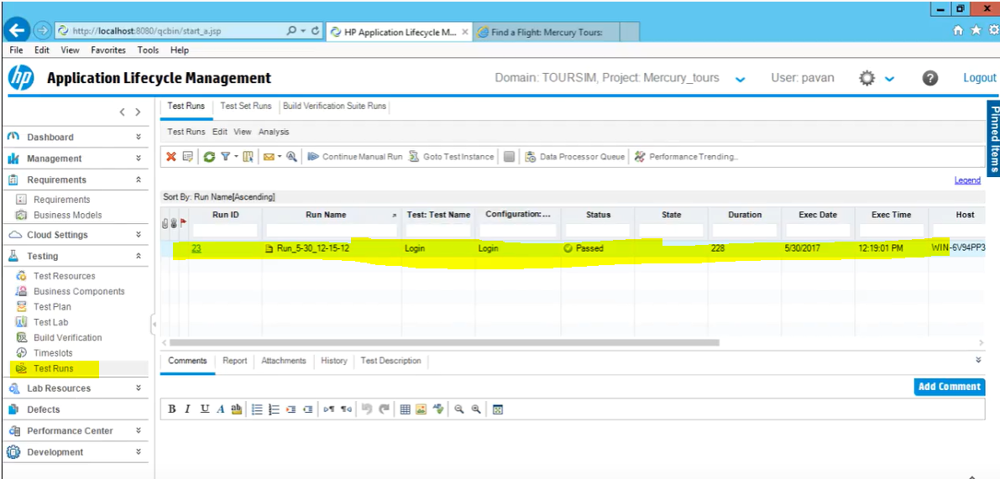 http://localhost:8080/qcbin/start_a.jsp
HP Application Lifecycle M...
Find a Flight: Mercury Tours:
File Edit View Favorites Tools Help
hp Application Lifecycle Management
Domain: TOURSIM, Project: Mercury_tours
User: pavan
Logout
Pinned Items
Dashboard
Management
Requirements
Requirements
Business Models
Cloud Settings
Testing
Test Resources
Business Components
Test Plan
Test Lab
Build Verification
Timeslots
Test Runs
Lab Resources
Defects
Performance Center
Development
Test Runs Test Set Runs Build Verification Suite Runs
Test Runs Edit View Analysis
Continue Manual Run Goto Test Instance Data Processor Queue Performance Trending...
Legend
Sort By: Run Name[Ascending]
Run ID Run Name Test: Test Name Configuration:... Status State Duration Exec Date Exec Time Host
23 Run_5-30_12-15-12 Login Login Passed 228 5/30/2017 12:19:01 PM WIN-6V94PP3
Comments Report Attachments History Test Description
Add Comment
B I U A ab